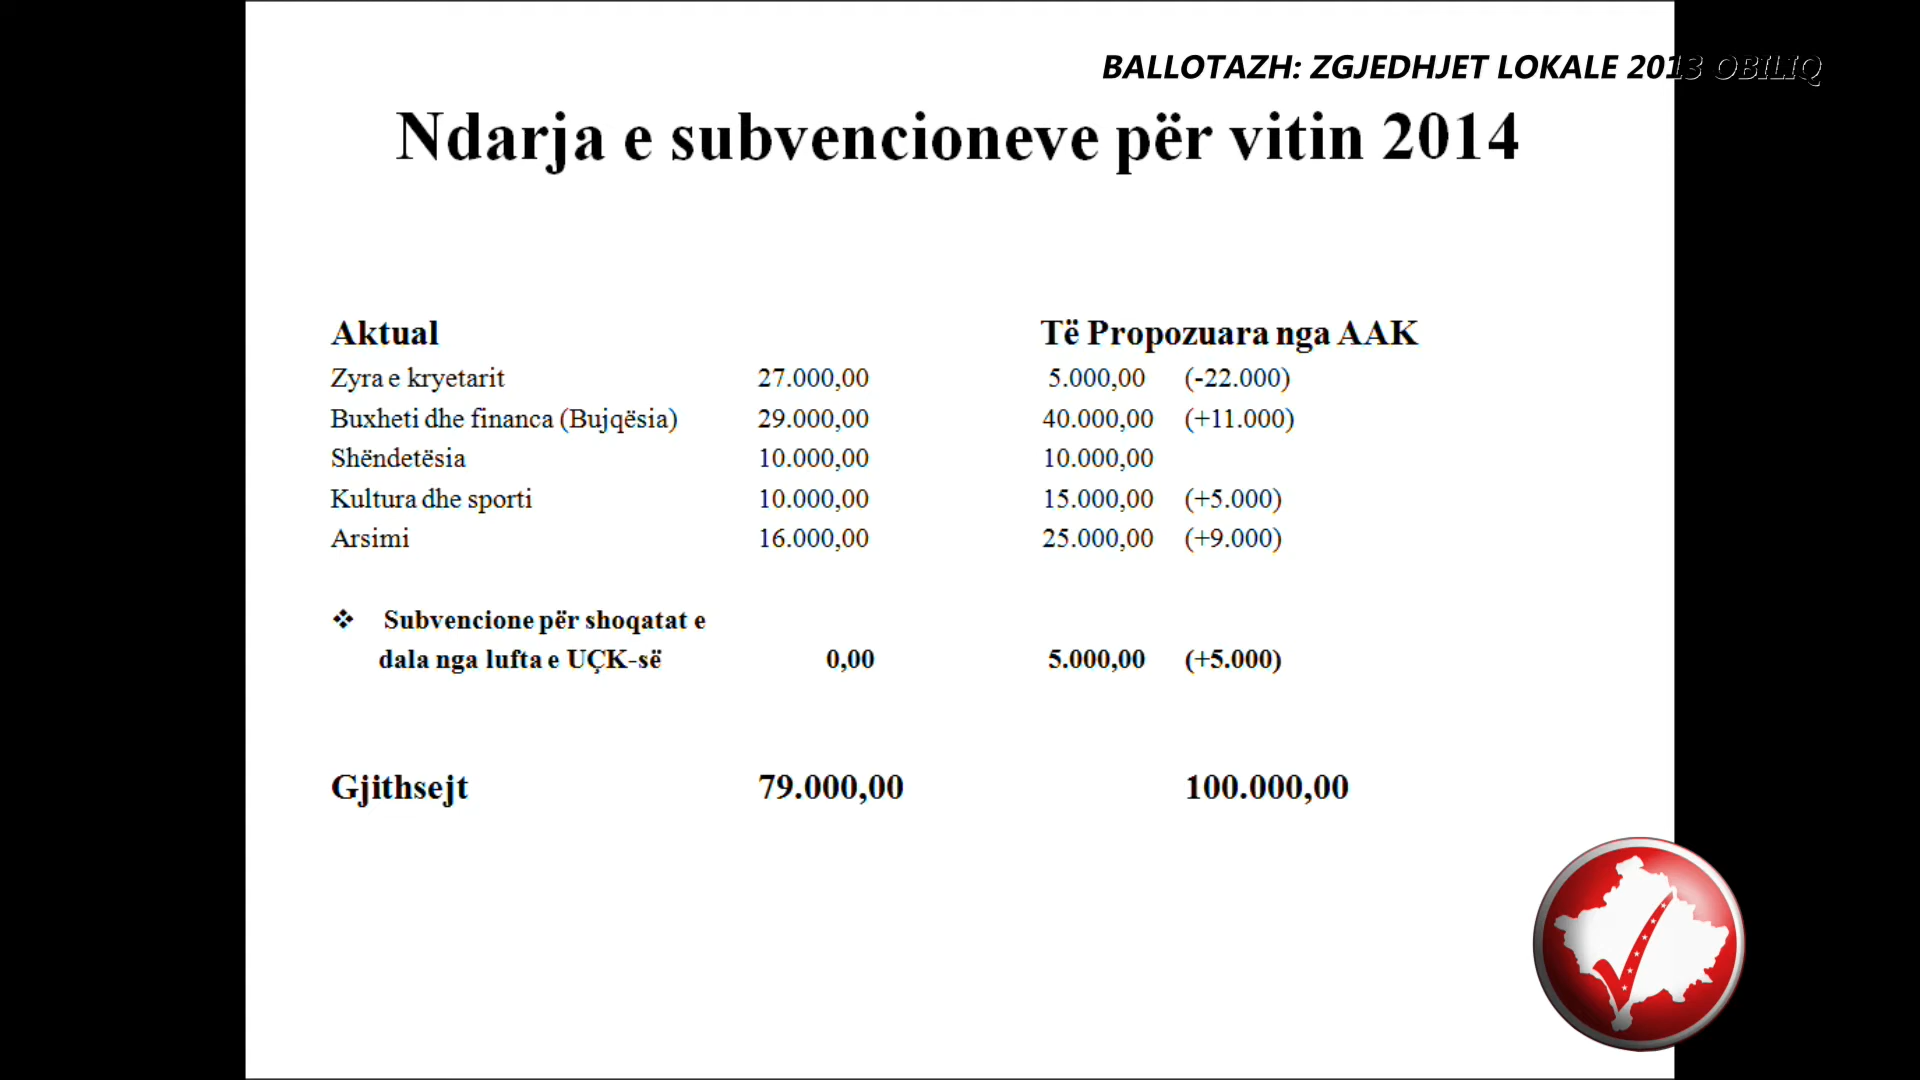 BALLOTAZH: ZGJEDHJET LOKALE 2013 OBILIQ
Ndarja e subvencioneve për vitin 2014
Aktual Të Propozuara nga AAK
Zyra e kryetarit 27.000,00 5.000,00 (-22.000)
Buxheti dhe financa (Bujqësia) 29.000,00 40.000,00 (+11.000)
Shëndetësia 10.000,00 10.000,00
Kultura dhe sporti 10.000,00 15.000,00 (+5.000)
Arsimi 16.000,00 25.000,00 (+9.000)
❖ Subvencione për shoqatat e
dala nga lufta e UÇK-së 0,00 5.000,00 (+5.000)
Gjithsejt 79.000,00 100.000,00